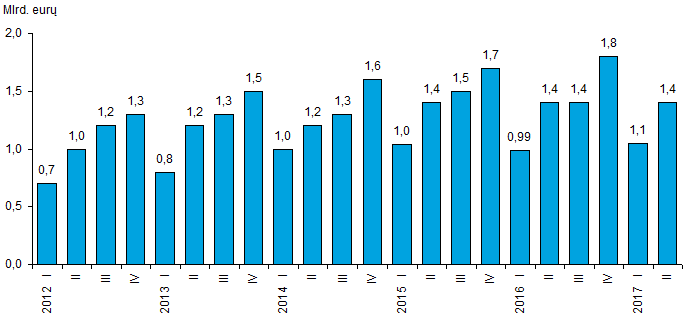 Mlrd. eurų
2,0
1,5
1,0
0,5
0,0
0,7
1,0
1,2
1,3
0,8
1,2
1,3
1,5
1,0
1,2
1,3
1,6
1,0
1,4
1,5
1,7
0,99
1,4
1,4
1,8
1,1
1,4
2012 I
II
III
IV
2013 I
II
III
IV
2014 I
II
III
IV
2015 I
II
III
IV
2016 I
II
III
IV
2017 I
II